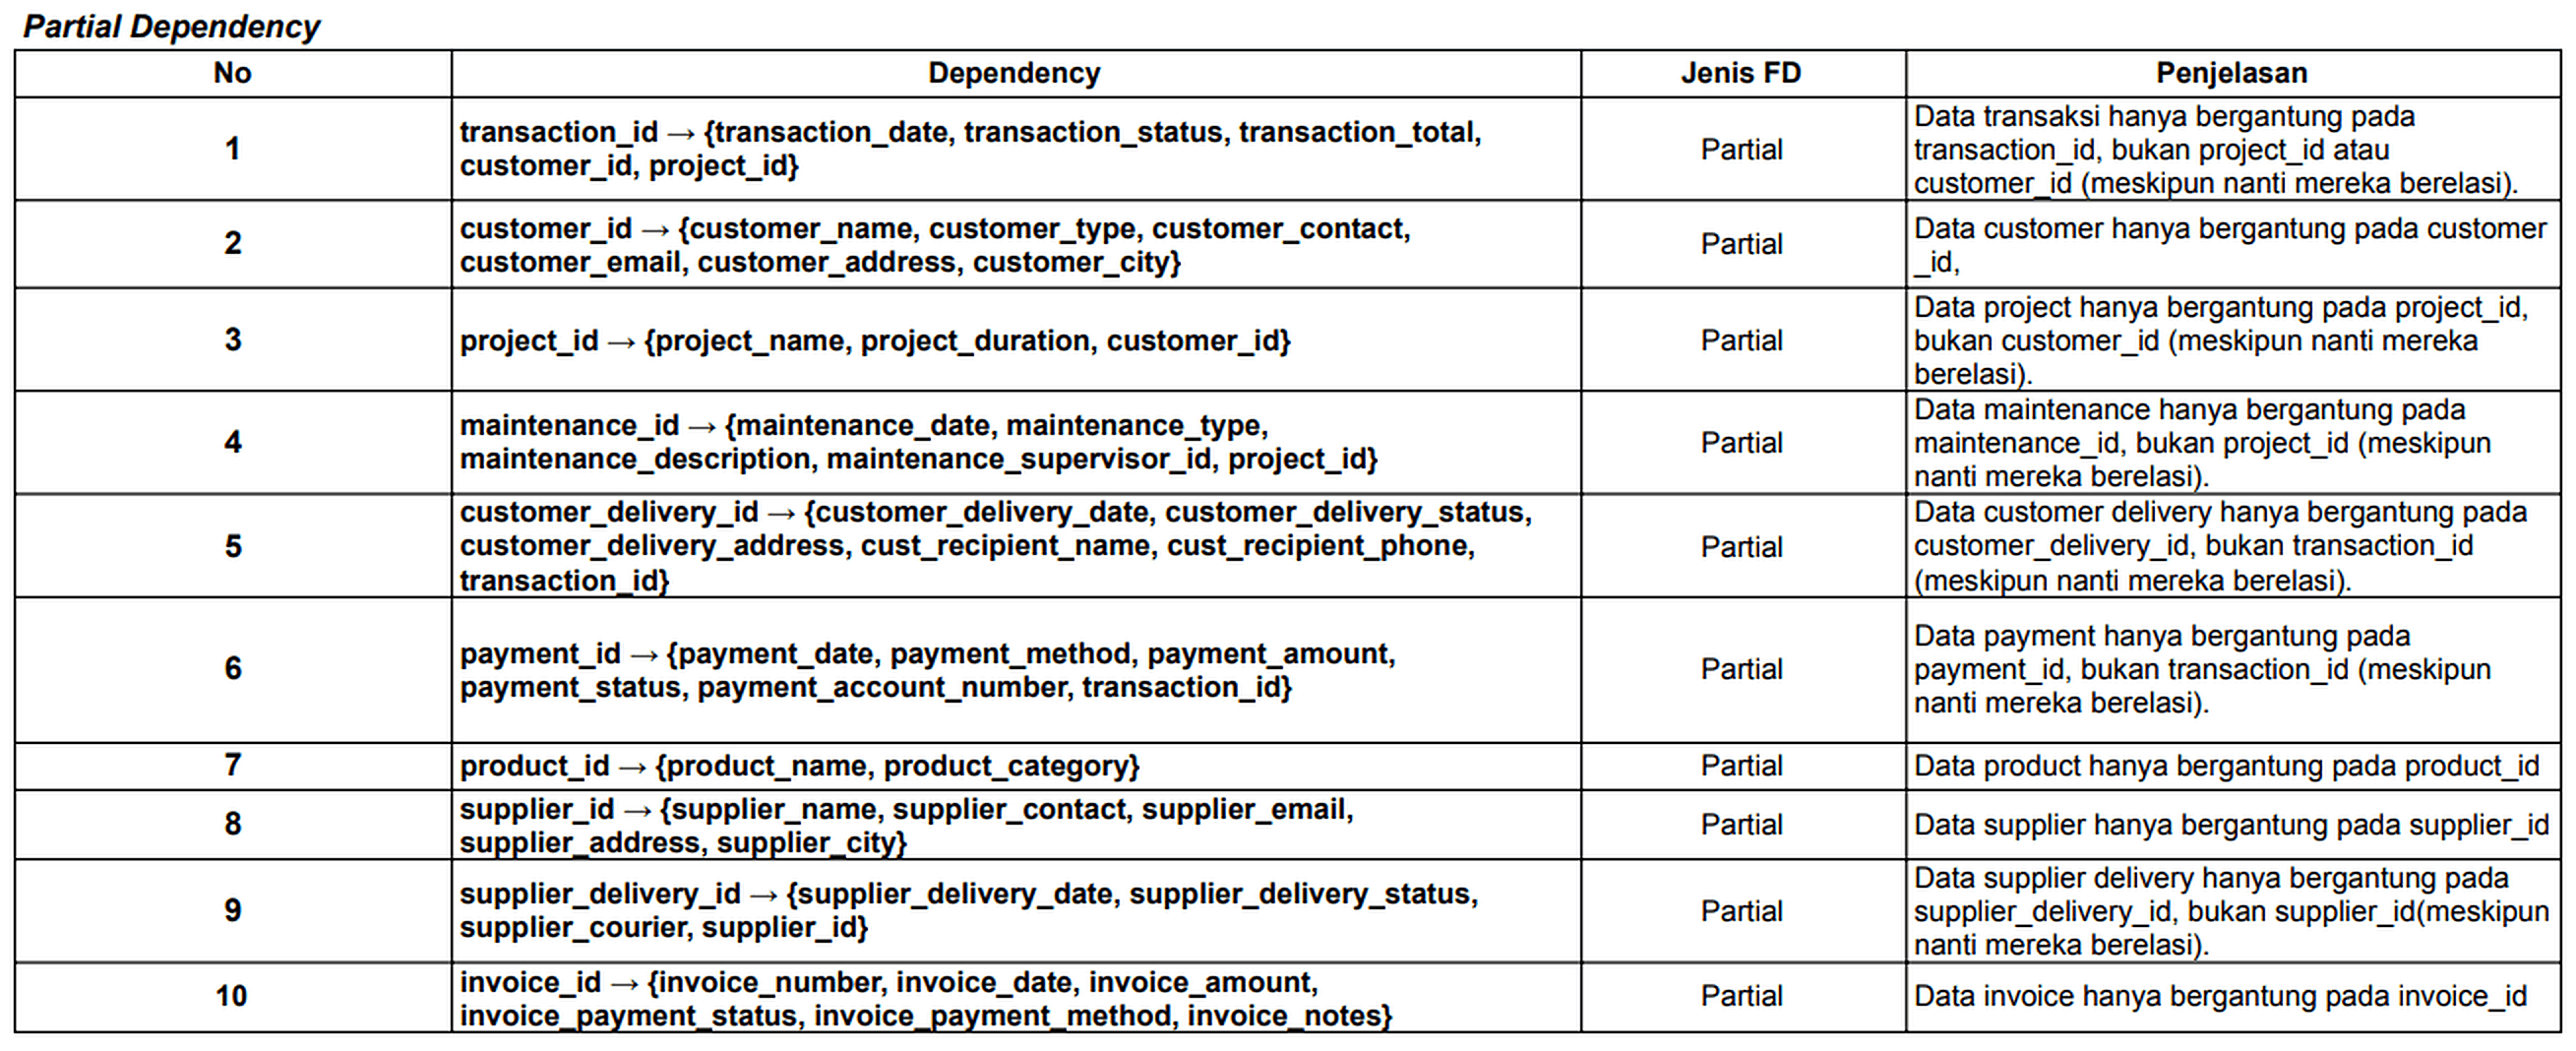 Partial Dependency
No Dependency Jenis FD Penjelasan
1
transaction_id → {transaction_date, transaction_status, transaction_total,
customer_id, project_id}
Partial
Data transaksi hanya bergantung pada
transaction_id, bukan project_id atau
customer_id (meskipun nanti mereka berelasi).
2
customer_id → {customer_name, customer_type, customer_contact,
customer_email, customer_address, customer_city}
Partial
Data customer hanya bergantung pada customer
_id,
3
project_id → {project_name, project_duration, customer_id}
Partial
Data project hanya bergantung pada project_id,
bukan customer_id (meskipun nanti mereka
berelasi).
4
maintenance_id → {maintenance_date, maintenance_type,
maintenance_description, maintenance_supervisor_id, project_id}
Partial
Data maintenance hanya bergantung pada
maintenance_id, bukan project_id (meskipun
nanti mereka berelasi).
5
customer_delivery_id → {customer_delivery_date, customer_delivery_status,
customer_delivery_address, cust_recipient_name, cust_recipient_phone,
transaction_id}
Partial
Data customer delivery hanya bergantung pada
customer_delivery_id, bukan transaction_id
(meskipun nanti mereka berelasi).
6
payment_id → {payment_date, payment_method, payment_amount,
payment_status, payment_account_number, transaction_id}
Partial
Data payment hanya bergantung pada
payment_id, bukan transaction_id (meskipun
nanti mereka berelasi).
7
product_id → {product_name, product_category}
Partial
Data product hanya bergantung pada product_id
8
supplier_id → {supplier_name, supplier_contact, supplier_email,
supplier_address, supplier_city}
Partial
Data supplier hanya bergantung pada supplier_id
9
supplier_delivery_id → {supplier_delivery_date, supplier_delivery_status,
supplier_courier, supplier_id}
Partial
Data supplier delivery hanya bergantung pada
supplier_delivery_id, bukan supplier_id(meskipun
nanti mereka berelasi).
10
invoice_id → {invoice_number, invoice_date, invoice_amount,
invoice_payment_status, invoice_payment_method, invoice_notes}
Partial
Data invoice hanya bergantung pada invoice_id